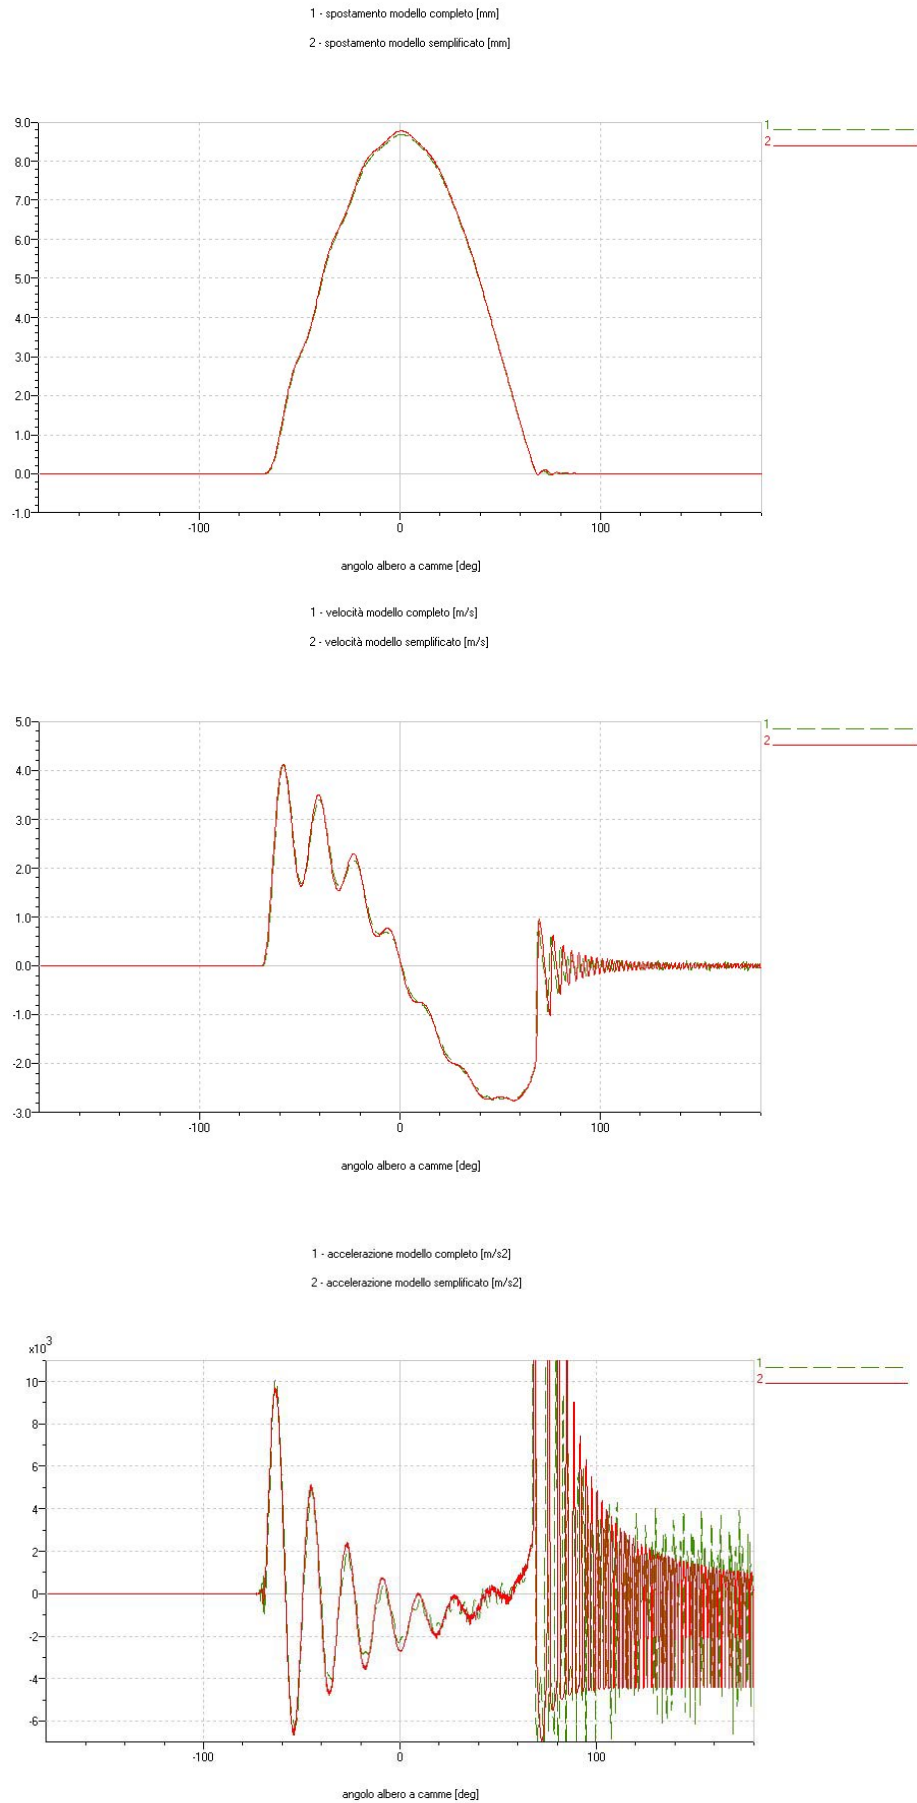 1 - spostamento modello completo [mm]
2 - spostamento modello semplificato [mm]
9.0
8.0
7.0
6.0
5.0
4.0
3.0
2.0
1.0
0.0
-1.0
-100 0 100
1
2
angolo albero a camme [deg]
1 - velocità modello completo [m/s]
2 - velocità modello semplificato [m/s]
5.0
4.0
3.0
2.0
1.0
0.0
-1.0
-2.0
-3.0
-100 0 100
1
2
angolo albero a camme [deg]
1 - accelerazione modello completo [m/s2]
2 - accelerazione modello semplificato [m/s2]
x10³
10
8
6
4
2
0
-2
-4
-6
-100 0 100
1
2
angolo albero a camme [deg]